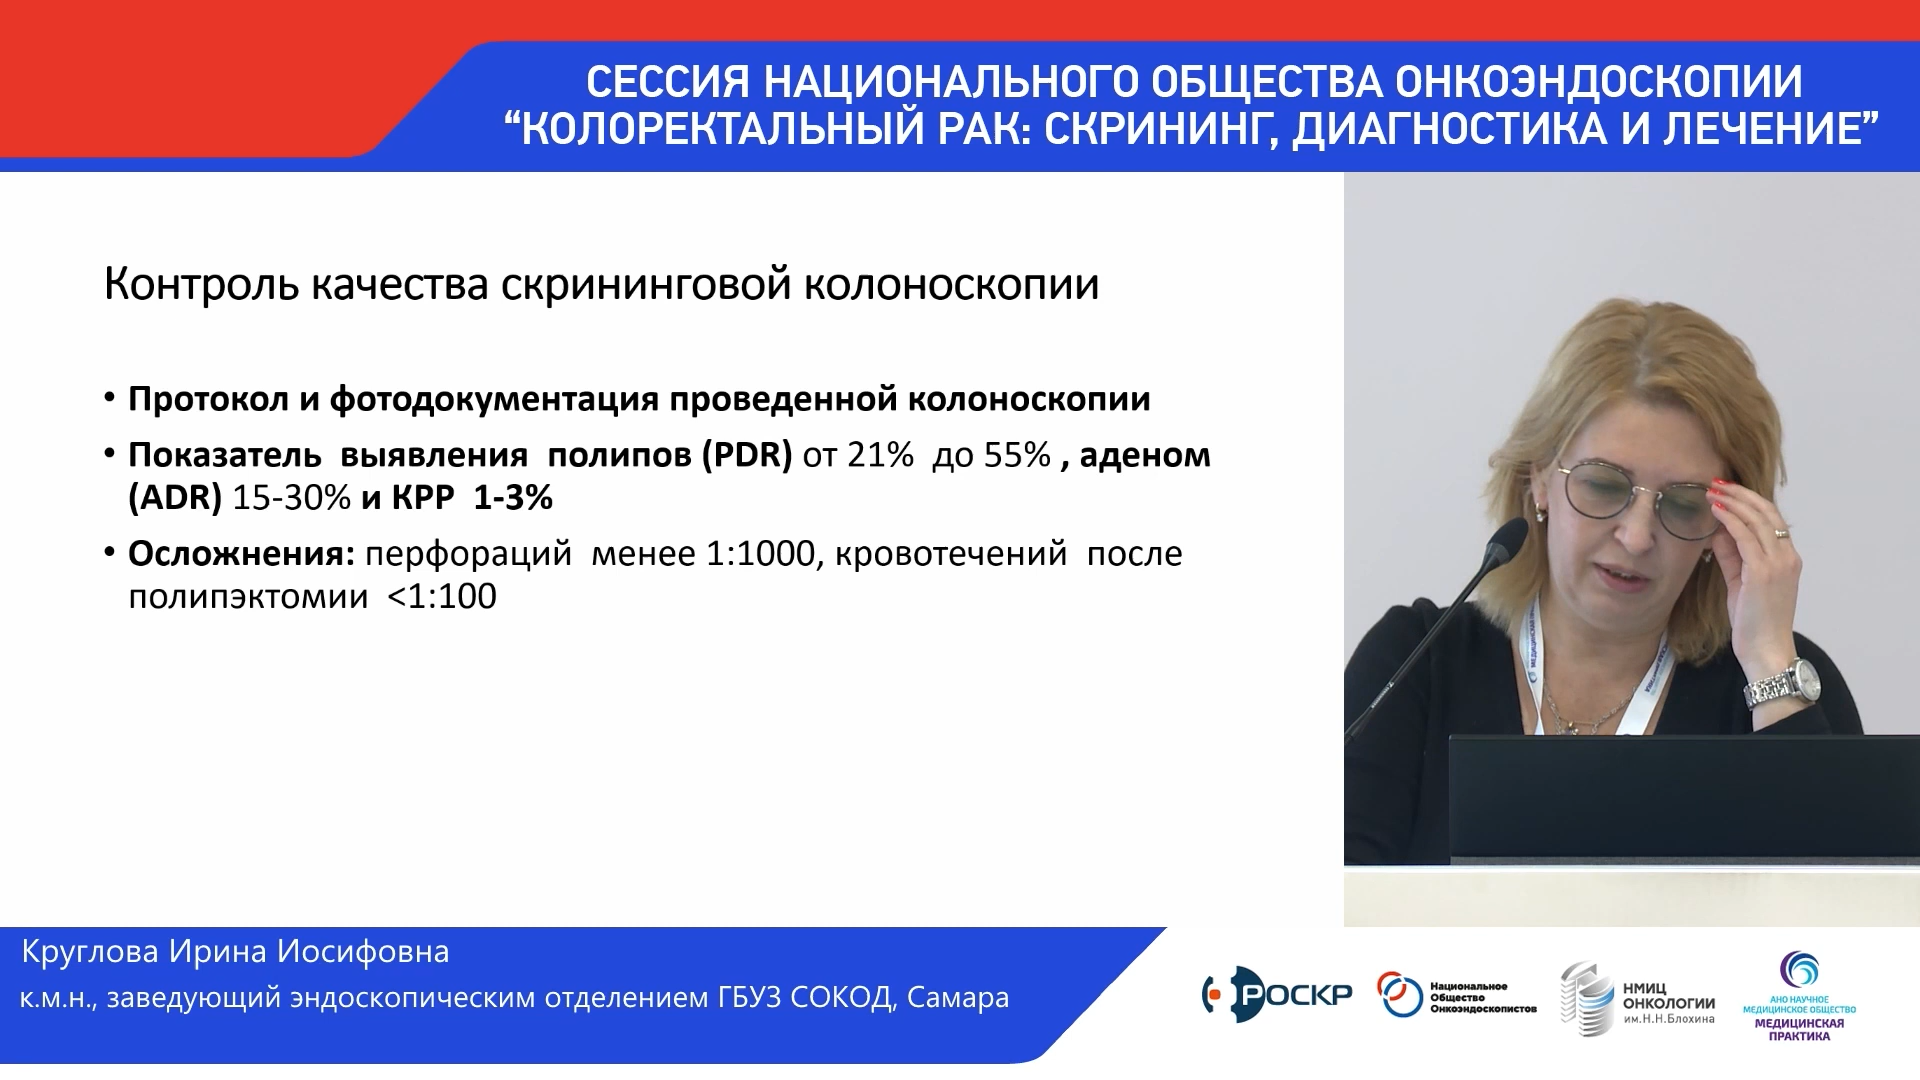 СЕССИЯ НАЦИОНАЛЬНОГО ОБЩЕСТВА ОНКОЭНДОСКОПИИ
“КОЛОРЕКТАЛЬНЫЙ РАК: СКРИНИНГ, ДИАГНОСТИКА И ЛЕЧЕНИЕ”
Контроль качества скрининговой колоноскопии
• Протокол и фотодокументация проведенной колоноскопии
• Показатель выявления полипов (PDR) от 21% до 55% , аденом
(ADR) 15-30% и КРР 1-3%
• Осложнения: перфораций менее 1:1000, кровотечений после
полипэктомии <1:100
Круглова Ирина Иосифовна
к.м.н., заведующий эндоскопическим отделением ГБУЗ СОКОД, Самара
РОСКР
Национальное
Общество
Онкоэндоскопистов
НМИЦ
ОНКОЛОГИИ
им.Н.Н.Блохина
АНО НАУЧНОЕ
МЕДИЦИНСКОЕ ОБЩЕСТВО
МЕДИЦИНСКАЯ
ПРАКТИКА